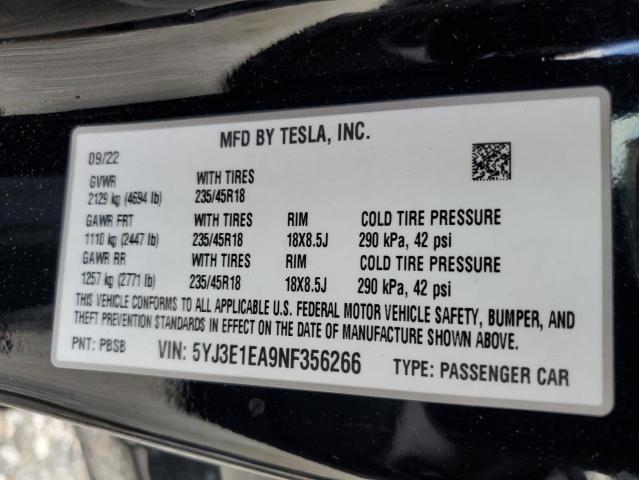 MFD BY TESLA, INC.
09/22
GVWR WITH TIRES
2129 kg (4694 lb) 235/45R18
GAWR FRT WITH TIRES RIM COLD TIRE PRESSURE
1110 kg (2447 lb) 235/45R18 18X8.5J 290 kPa, 42 psi
GAWR RR WITH TIRES RIM COLD TIRE PRESSURE
1257 kg (2771 lb) 235/45R18 18X8.5J 290 kPa, 42 psi
THIS VEHICLE CONFORMS TO ALL APPLICABLE U.S. FEDERAL MOTOR VEHICLE SAFETY, BUMPER, AND
THEFT PREVENTION STANDARDS IN EFFECT ON THE DATE OF MANUFACTURE SHOWN ABOVE.
PNT: PBSB VIN: 5YJ3E1EA9NF356266 TYPE: PASSENGER CAR